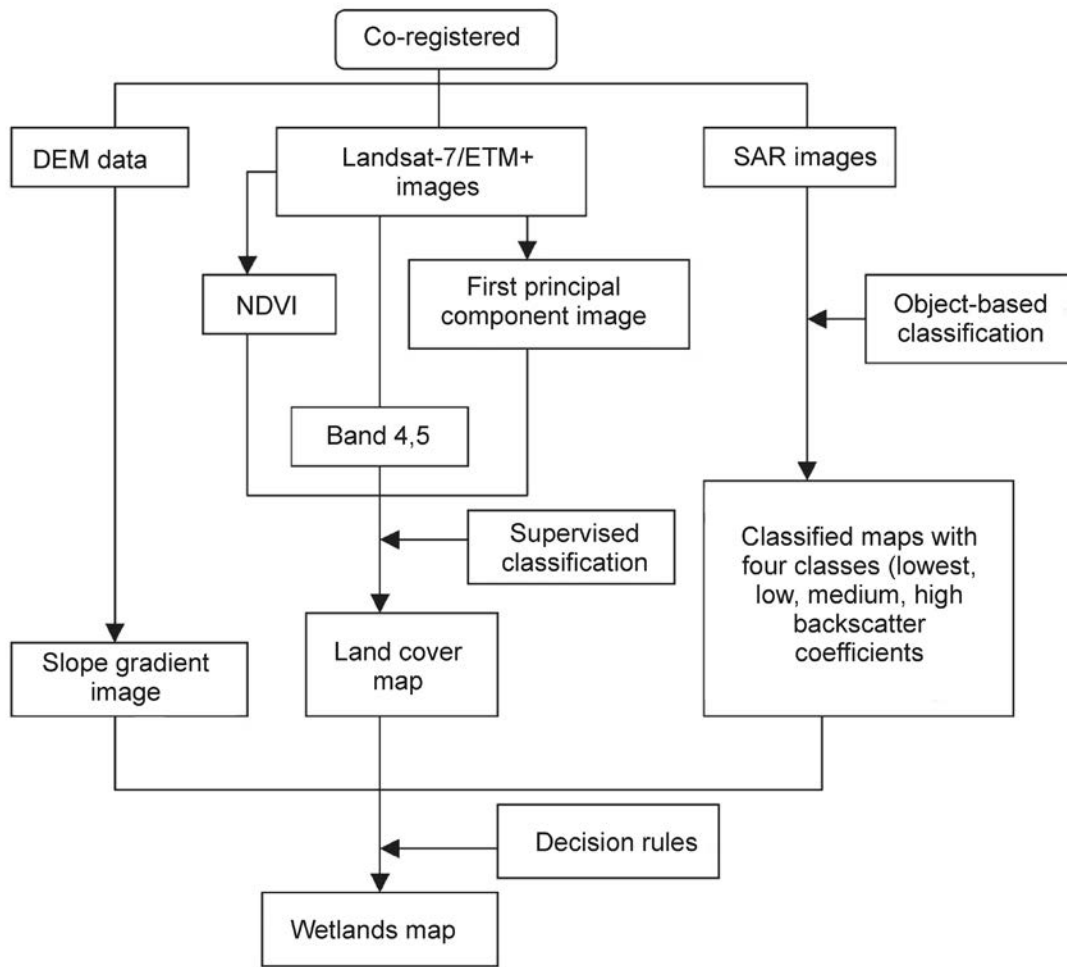 Co-registered
DEM data
Landsat-7/ETM+
images
SAR images
NDVI
First principal
component image
Object-based
classification
Band 4,5
Supervised
classification
Classified maps with
four classes (lowest,
low, medium, high
backscatter
coefficients
Slope gradient
image
Land cover
map
Decision rules
Wetlands map